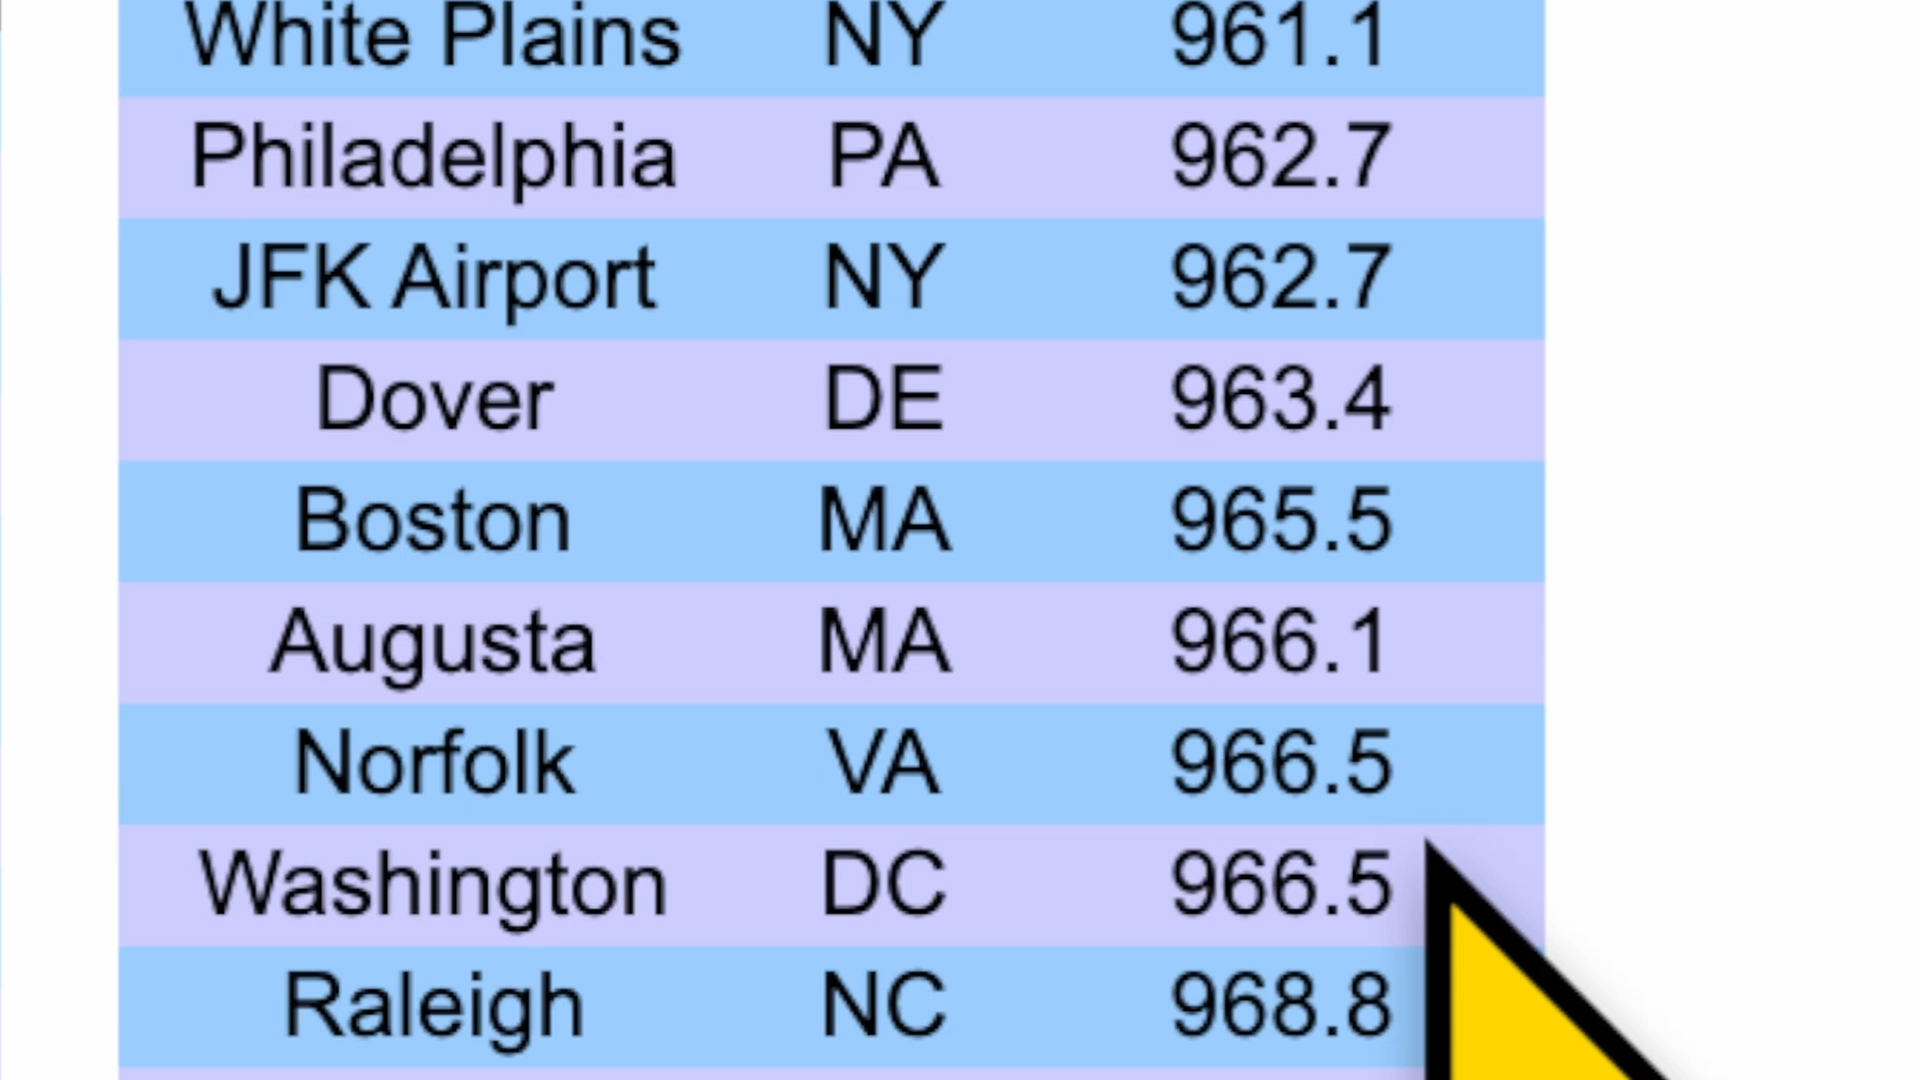 White Plains NY 961.1
Philadelphia PA 962.7
JFK Airport NY 962.7
Dover DE 963.4
Boston MA 965.5
Augusta MA 966.1
Norfolk VA 966.5
Washington DC 966.5
Raleigh NC 968.8